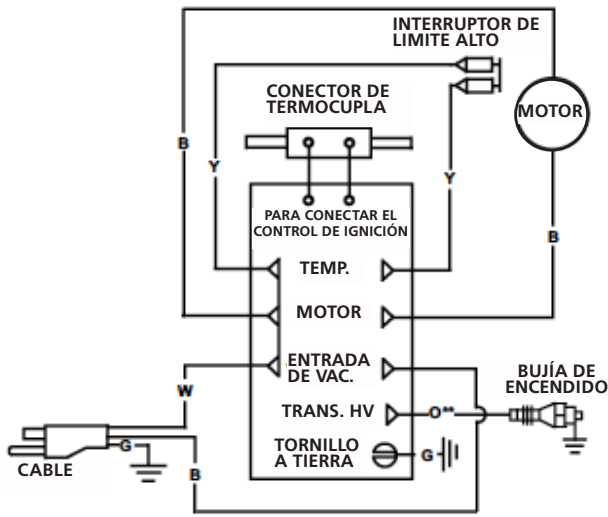 INTERRUPTOR DE
LIMITE ALTO
CONECTOR DE
TERMOCUPLA
MOTOR
B
Y
Y
B
PARA CONECTAR EL
CONTROL DE IGNICIÓN
TEMP.
MOTOR
ENTRADA
DE VAC.
W
BUJÍA DE
ENCENDIDO
TRANS. HV
O**
TORNILLO
A TIERRA
G
G
CABLE
B